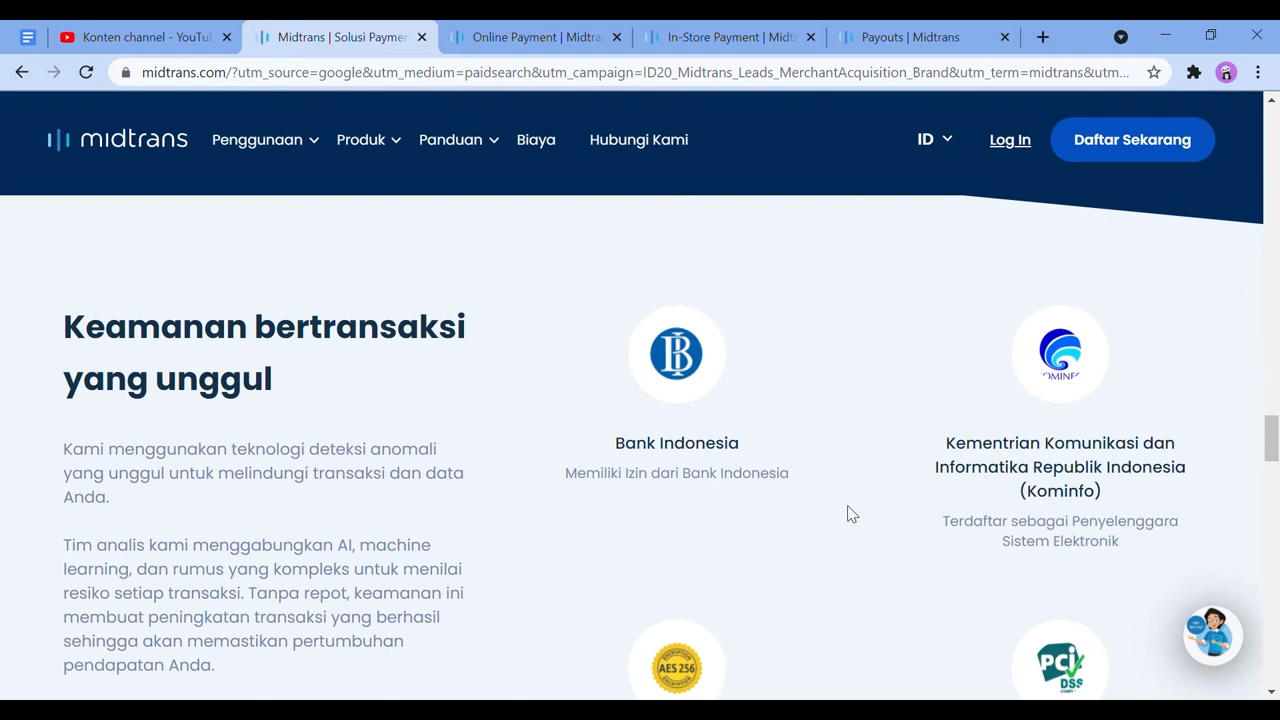 Konten channel - YouTu
Midtrans | Solusi Paymen
Online Payment | Midtra
In-Store Payment | Midt
Payouts | Midtrans
midtrans.com/?utm_source=google&utm_medium=paidsearch&utm_campaign=ID20_Midtrans_Leads_MerchantAcquisition_Brand&utm_term=midtrans&utm...
midtrans Penggunaan Produk Panduan Biaya Hubungi Kami ID Log In Daftar Sekarang
Keamanan bertransaksi
yang unggul
Kami menggunakan teknologi deteksi anomali
yang unggul untuk melindungi transaksi dan data
Anda.
Tim analis kami menggabungkan AI, machine
learning, dan rumus yang kompleks untuk menilai
resiko setiap transaksi. Tanpa repot, keamanan ini
membuat peningkatan transaksi yang berhasil
sehingga akan memastikan pertumbuhan
pendapatan Anda.
Bank Indonesia
Memiliki Izin dari Bank Indonesia
KOMINFO
Kementrian Komunikasi dan
Informatika Republik Indonesia
(Kominfo)
Terdaftar sebagai Penyelenggara
Sistem Elektronik
AES 256
PCI
DSS